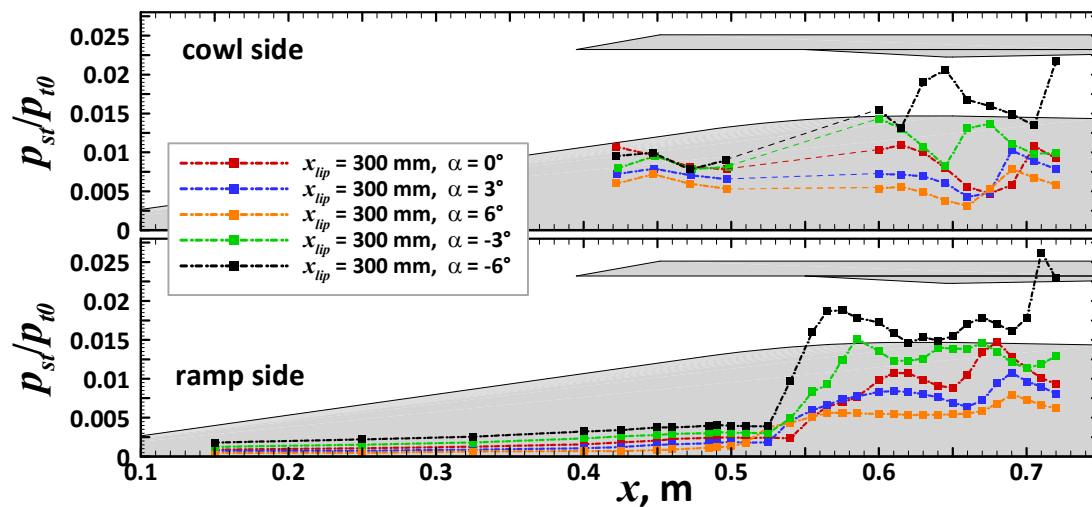 0.025
cowl side
0.02
0.015
0.01
0.005
0
p_st/p_t0
x_lip = 300 mm, α = 0°
x_lip = 300 mm, α = 3°
x_lip = 300 mm, α = 6°
x_lip = 300 mm, α = -3°
x_lip = 300 mm, α = -6°
0.025
0.02
0.015
0.01
ramp side
0.005
0
p_st/p_t0
0.1 0.2 0.3 0.4 0.5 0.6 0.7
x, m